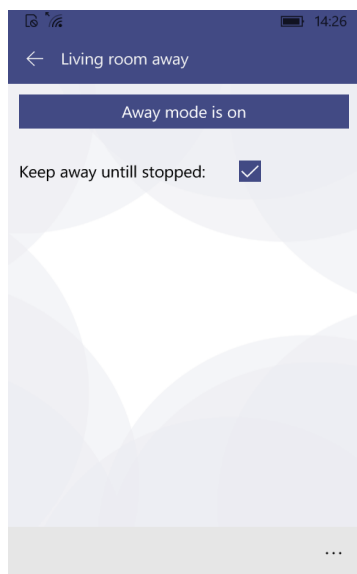 14:26
Living room away
Away mode is on
Keep away untill stopped:
...